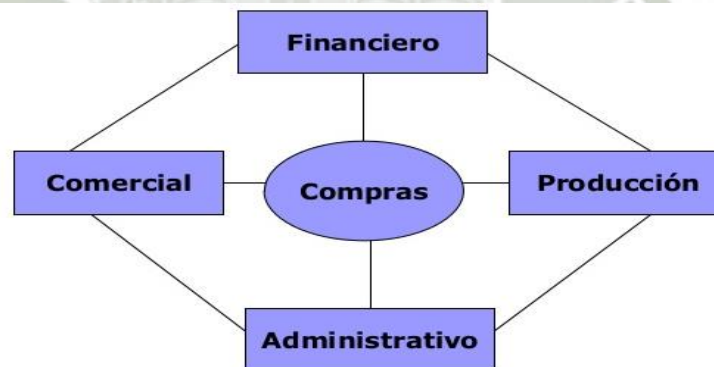 Financiero
Comercial
Compras
Producción
Administrativo